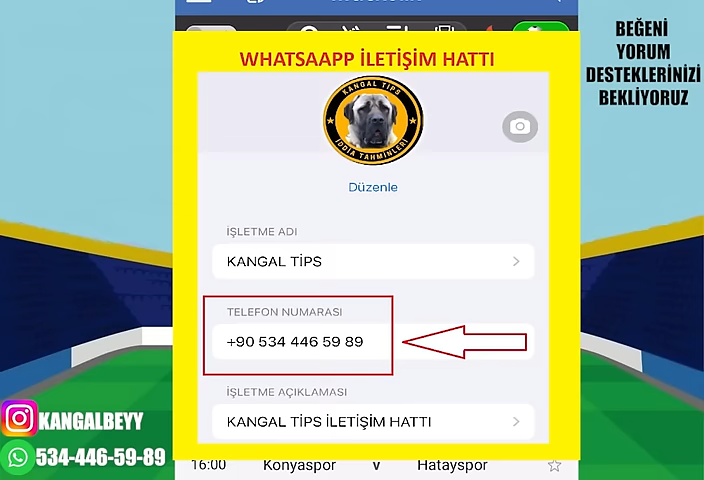 BEĞENİ
YORUM
DESTEKLERİNİZİ
BEKLİYORUZ
WHATSAAPP İLETİŞİM HATTI
KANGAL TİPS
İDDİA TAHMİNLERİ
Düzenle
İŞLETME ADI
KANGAL TİPS
TELEFON NUMARASI
+90 534 446 59 89
İŞLETME AÇIKLAMASI
KANGAL TİPS İLETİŞİM HATTI
KANGALBEYY
534-446-59-89
16:00 Konyaspor v Hatayspor